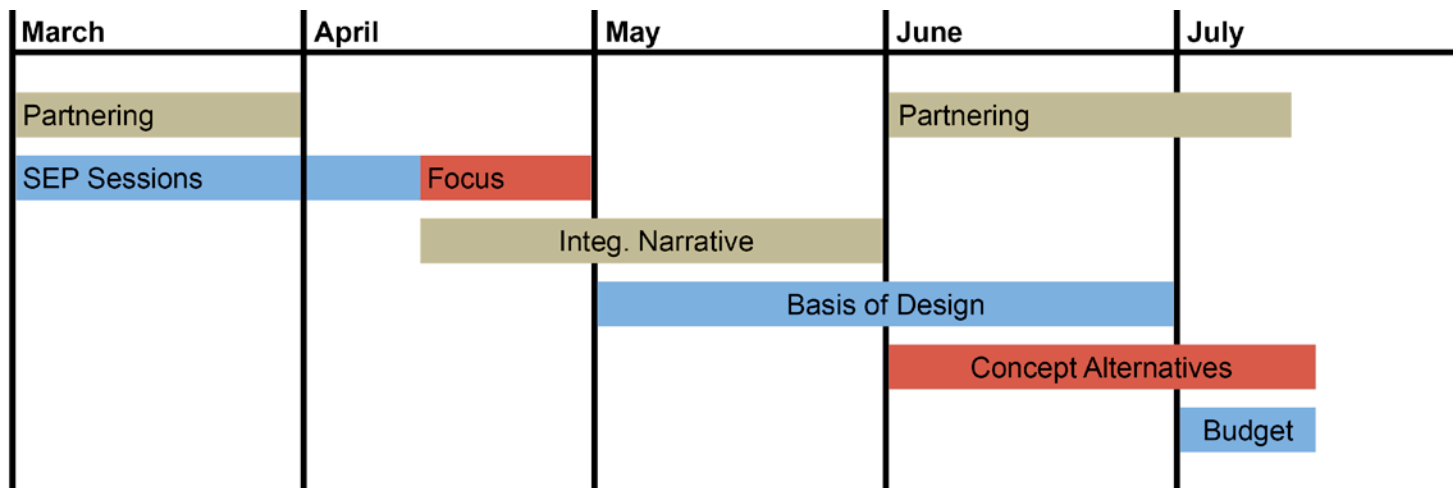 March April May June July
Partnering Partnering
SEP Sessions Focus
Integ. Narrative
Basis of Design
Concept Alternatives
Budget